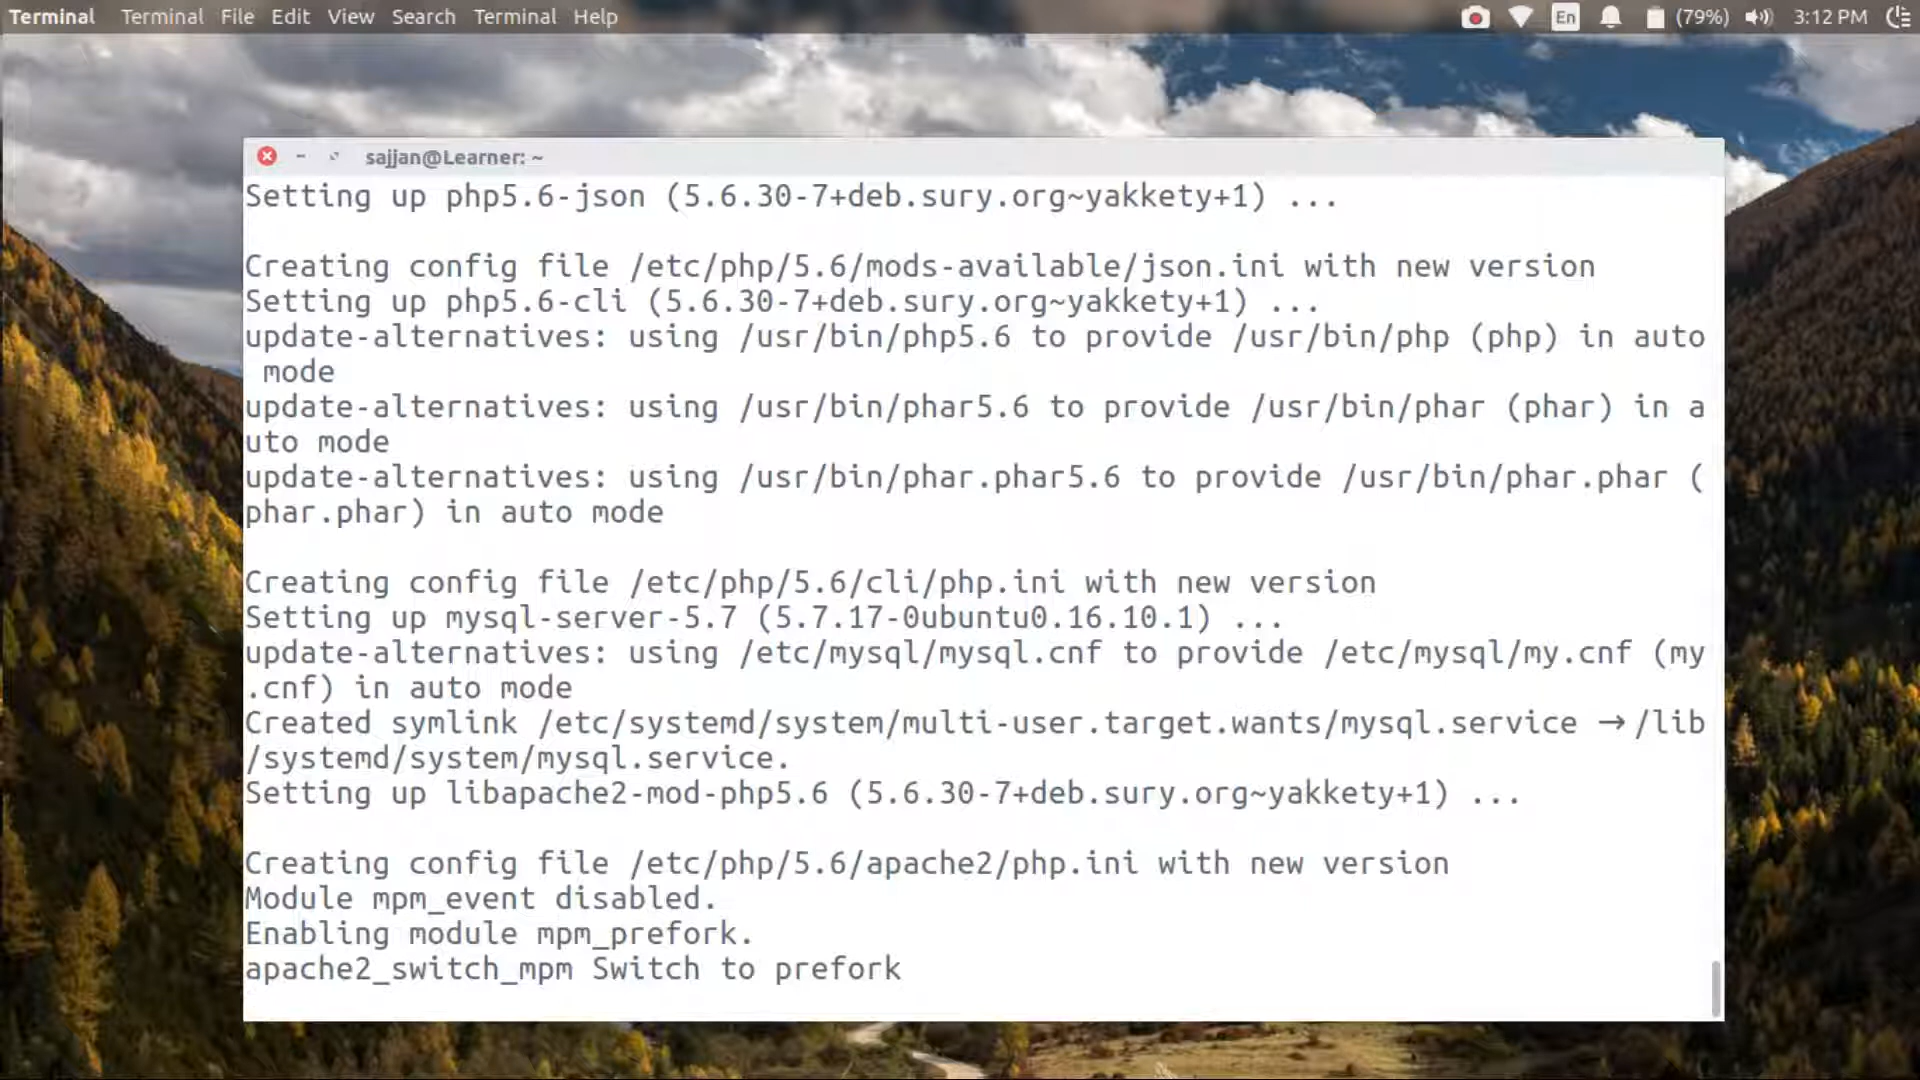 Terminal Terminal File Edit View Search Terminal Help En (79%) 3:12 PM
sajjan@Learner: ~
Setting up php5.6-json (5.6.30-7+deb.sury.org~yakkety+1) ...
Creating config file /etc/php/5.6/mods-available/json.ini with new version
Setting up php5.6-cli (5.6.30-7+deb.sury.org~yakkety+1) ...
update-alternatives: using /usr/bin/php5.6 to provide /usr/bin/php (php) in auto
mode
update-alternatives: using /usr/bin/phar5.6 to provide /usr/bin/phar (phar) in a
uto mode
update-alternatives: using /usr/bin/phar.phar5.6 to provide /usr/bin/phar.phar (
phar.phar) in auto mode
Creating config file /etc/php/5.6/cli/php.ini with new version
Setting up mysql-server-5.7 (5.7.17-0ubuntu0.16.10.1) ...
update-alternatives: using /etc/mysql/mysql.cnf to provide /etc/mysql/my.cnf (my
.cnf) in auto mode
Created symlink /etc/systemd/system/multi-user.target.wants/mysql.service → /lib
/systemd/system/mysql.service.
Setting up libapache2-mod-php5.6 (5.6.30-7+deb.sury.org~yakkety+1) ...
Creating config file /etc/php/5.6/apache2/php.ini with new version
Module mpm_event disabled.
Enabling module mpm_prefork.
apache2_switch_mpm Switch to prefork